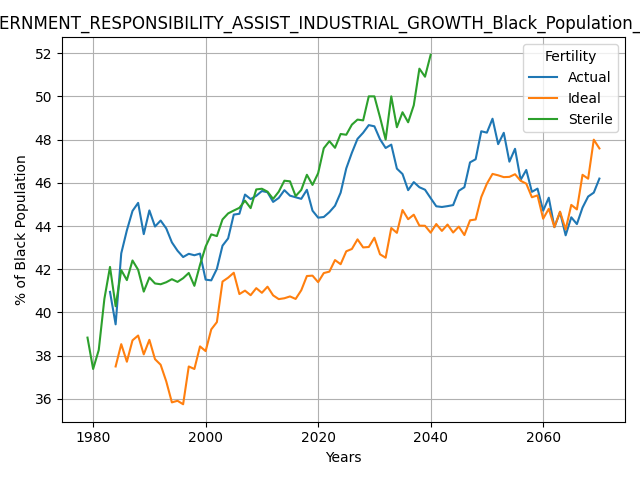 ERNMENT_RESPONSIBILITY_ASSIST_INDUSTRIAL_GROWTH_Black_Population_
Fertility
Actual
Ideal
Sterile
% of Black Population
52
50
48
46
44
42
40
38
36
1980
2000
2020
2040
2060
Years